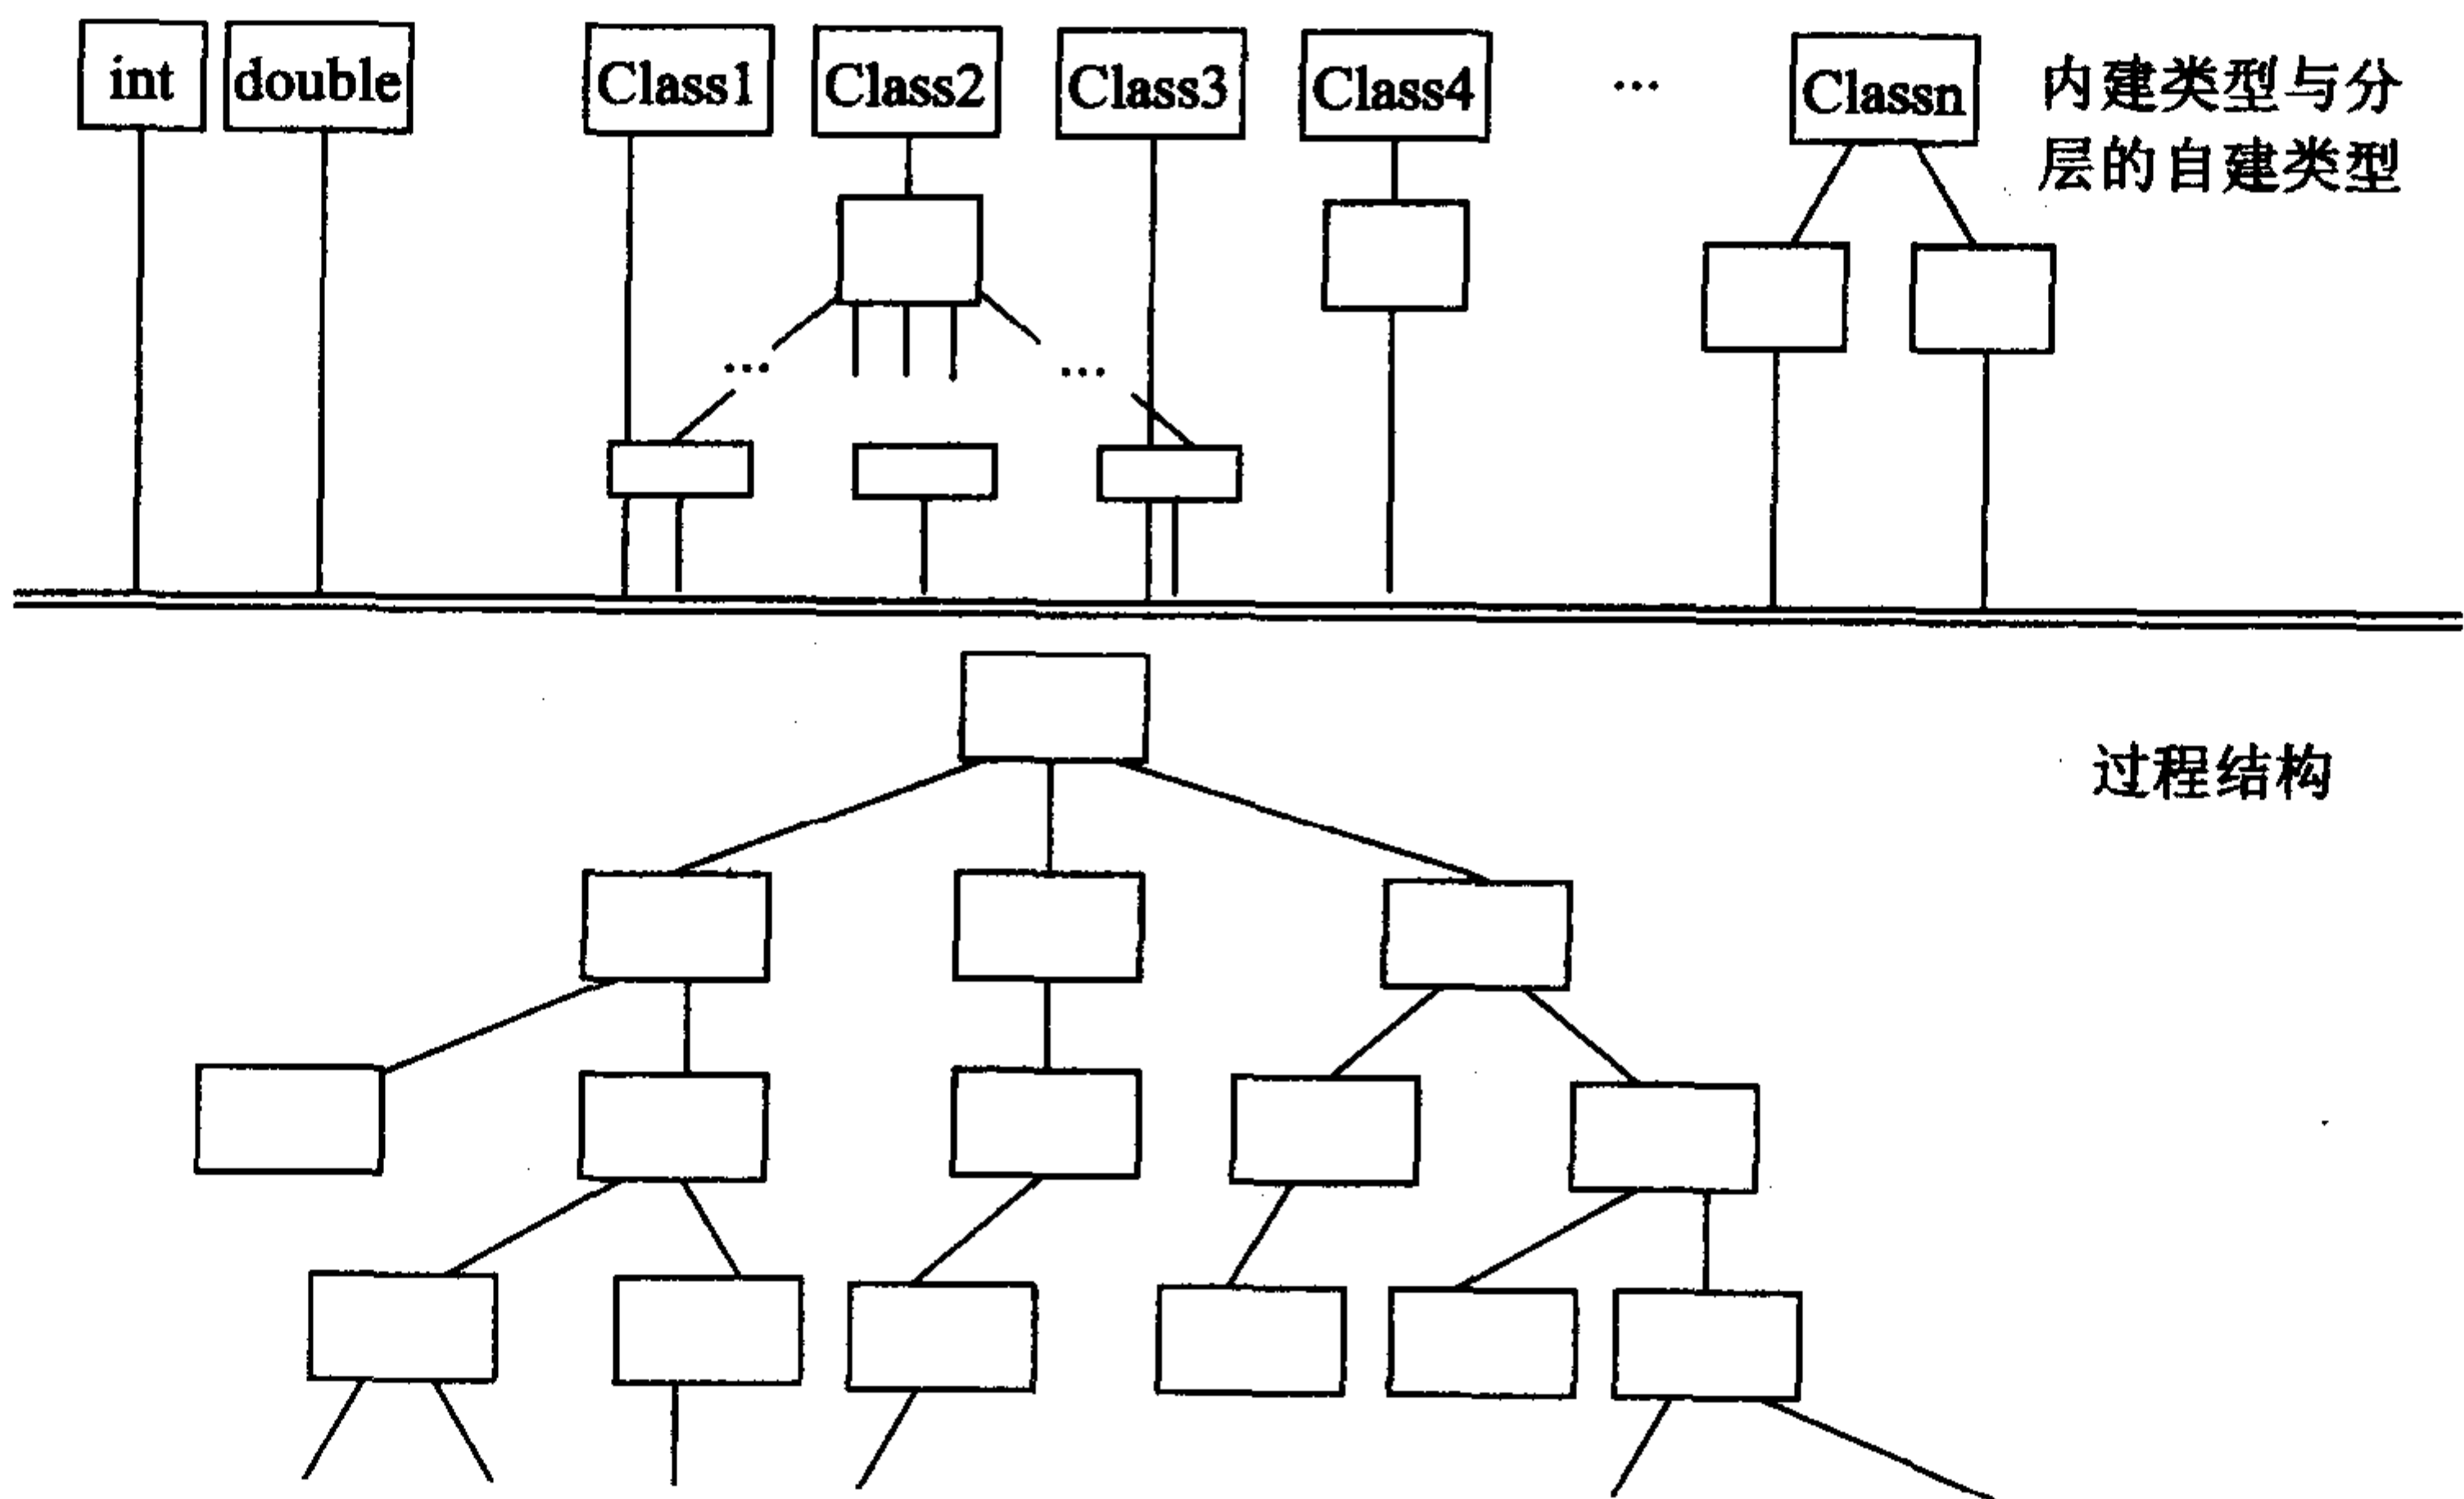 int
double
Class1
Class2
Class3
Class4
...
Classn
内建类型与分
层的自建类型
...
...
过程结构